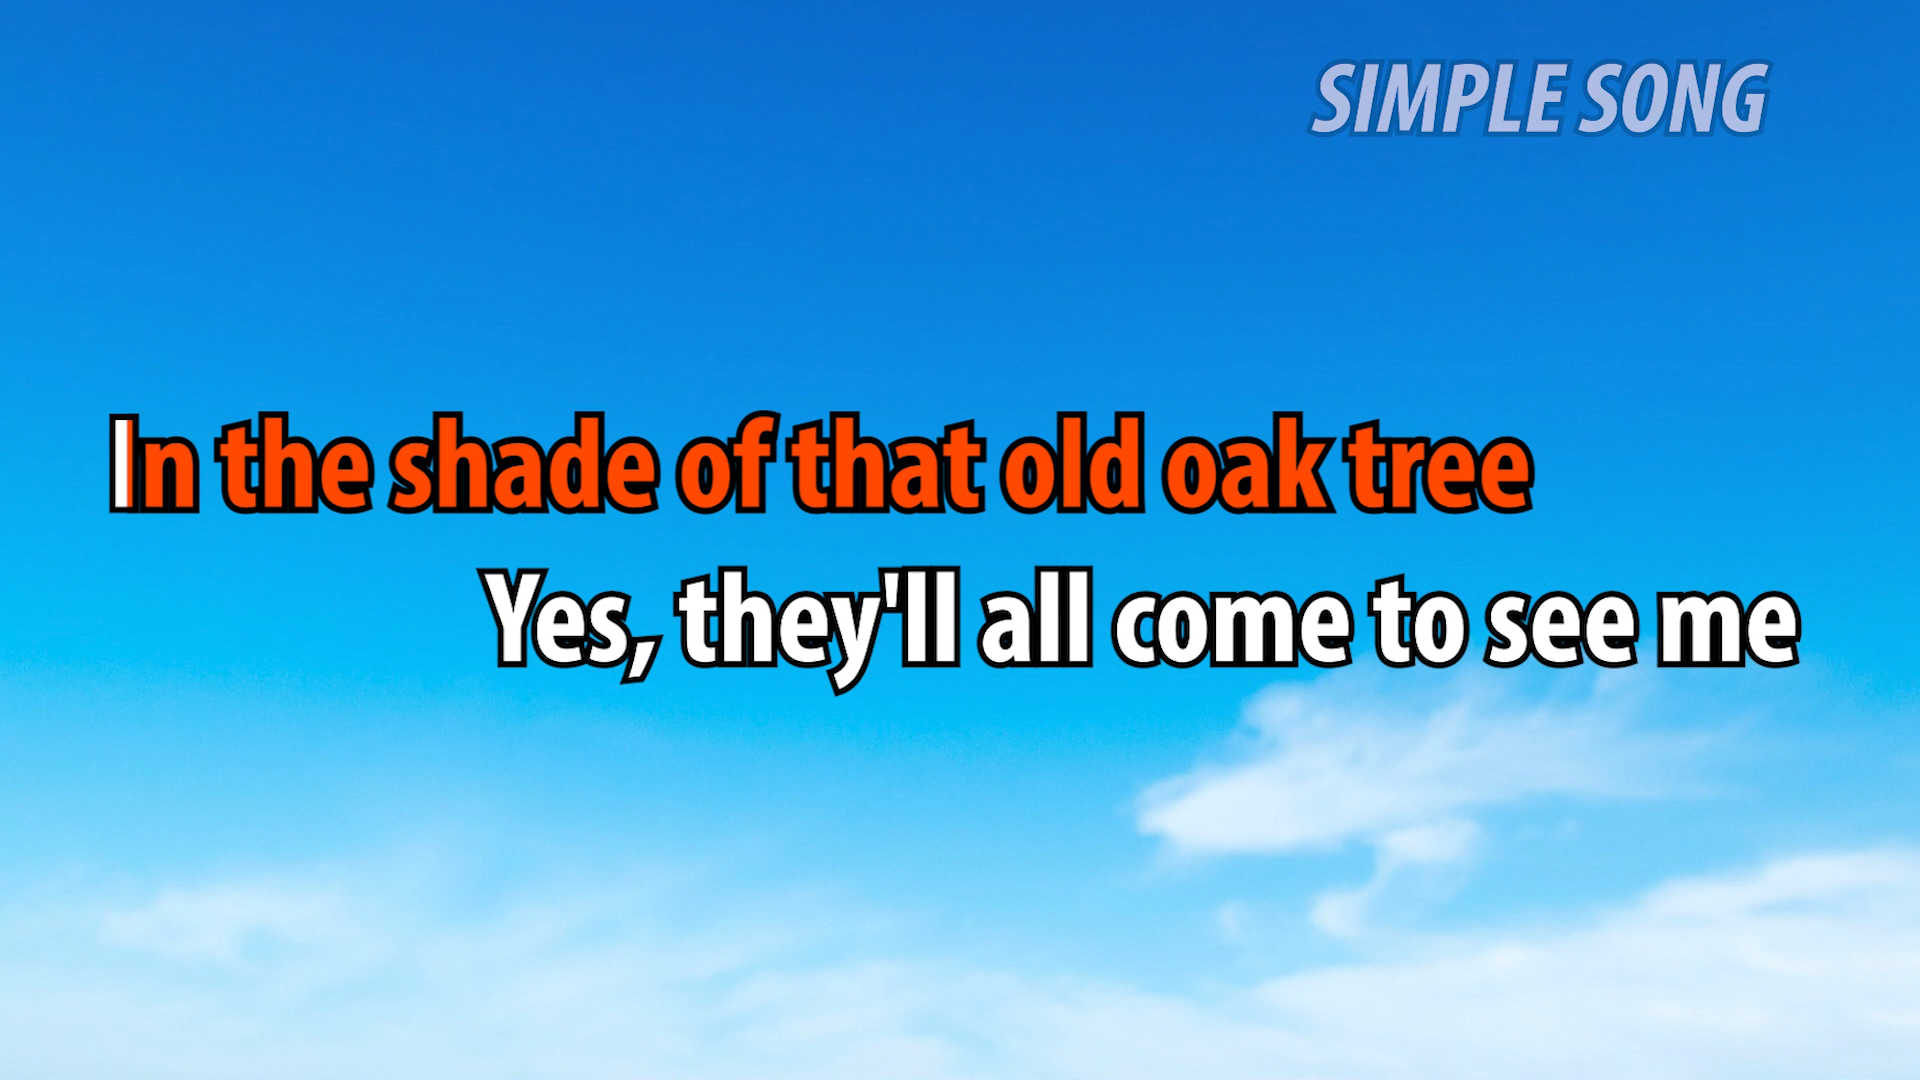 SIMPLE SONG
In the shade of that old oak tree
Yes, they'll all come to see me